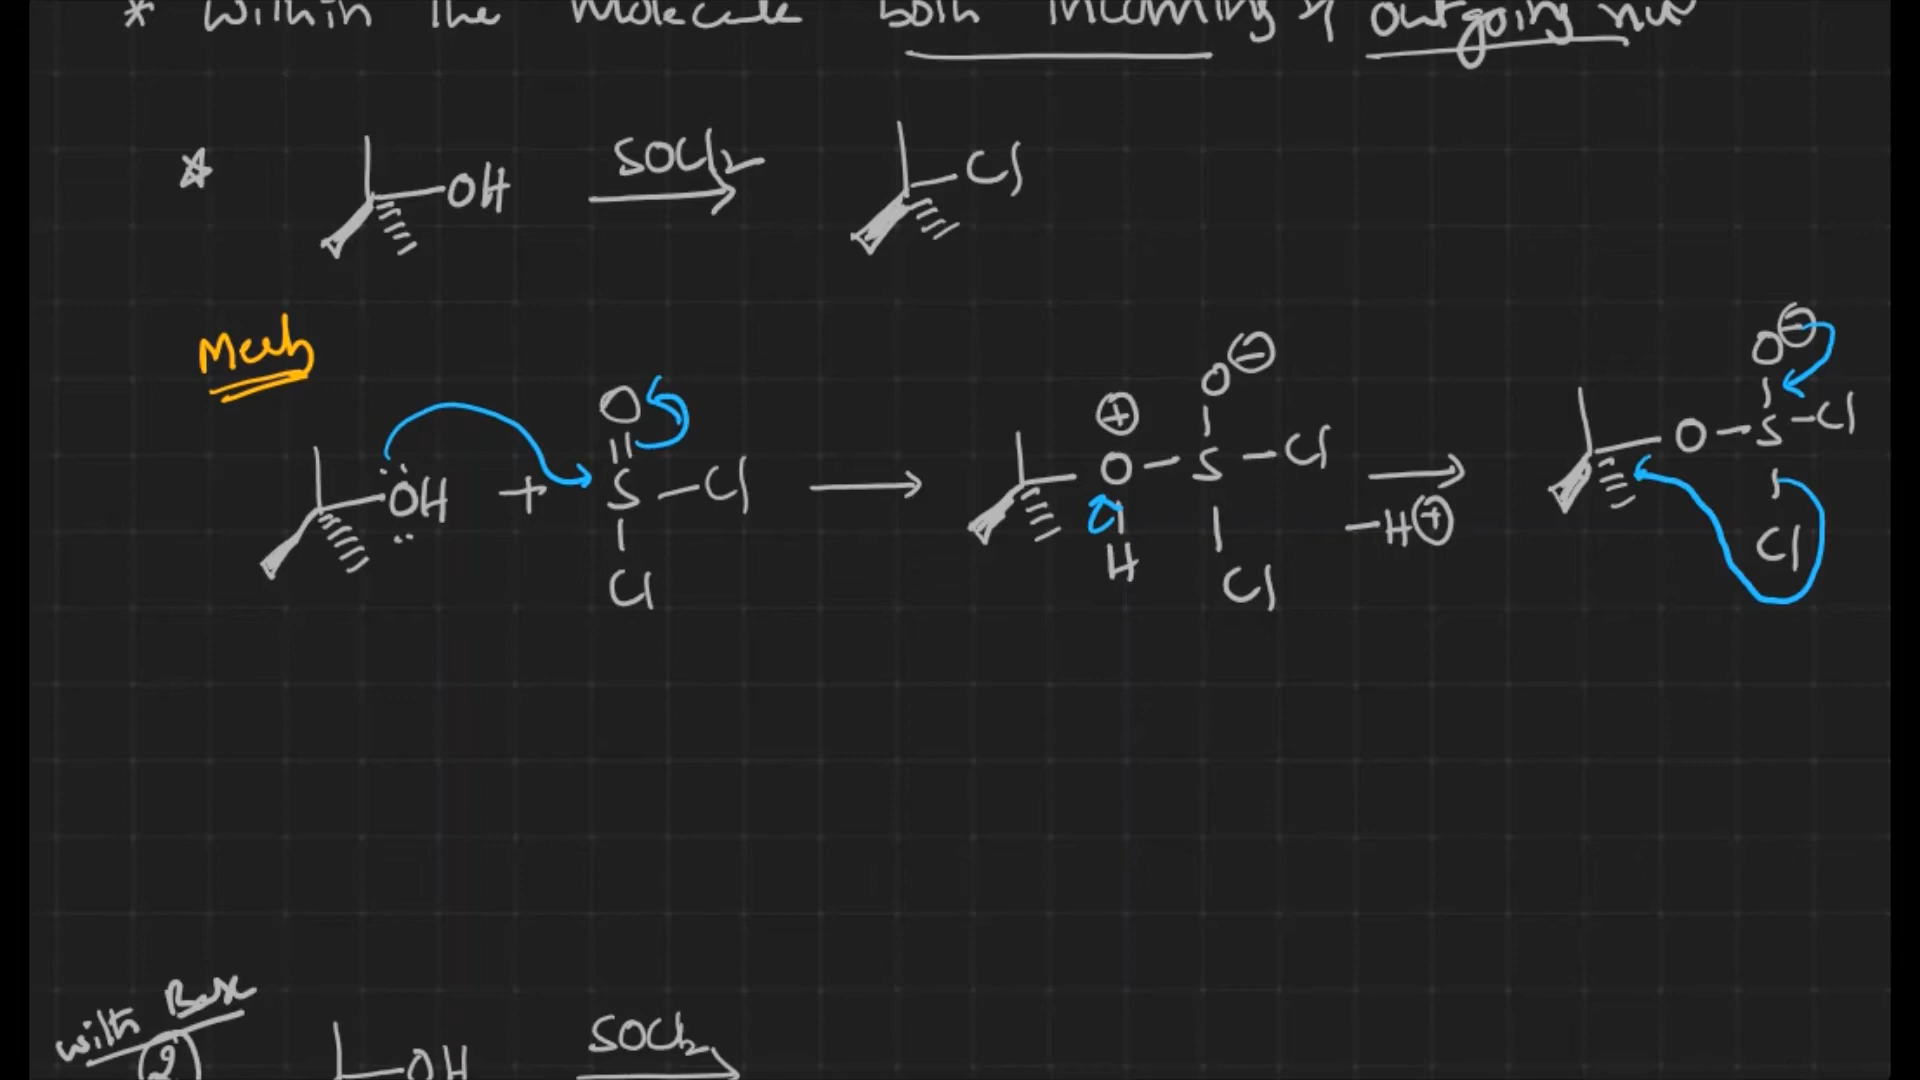 * Within the molecule both incoming & outgoing nu
☆ OH SOCl2 Cl
Mech
OH + O S Cl Cl ⊕ O H O ⊖ S Cl Cl -H⊕ O O ⊖ S Cl Cl
with Base
2 OH SOCl2